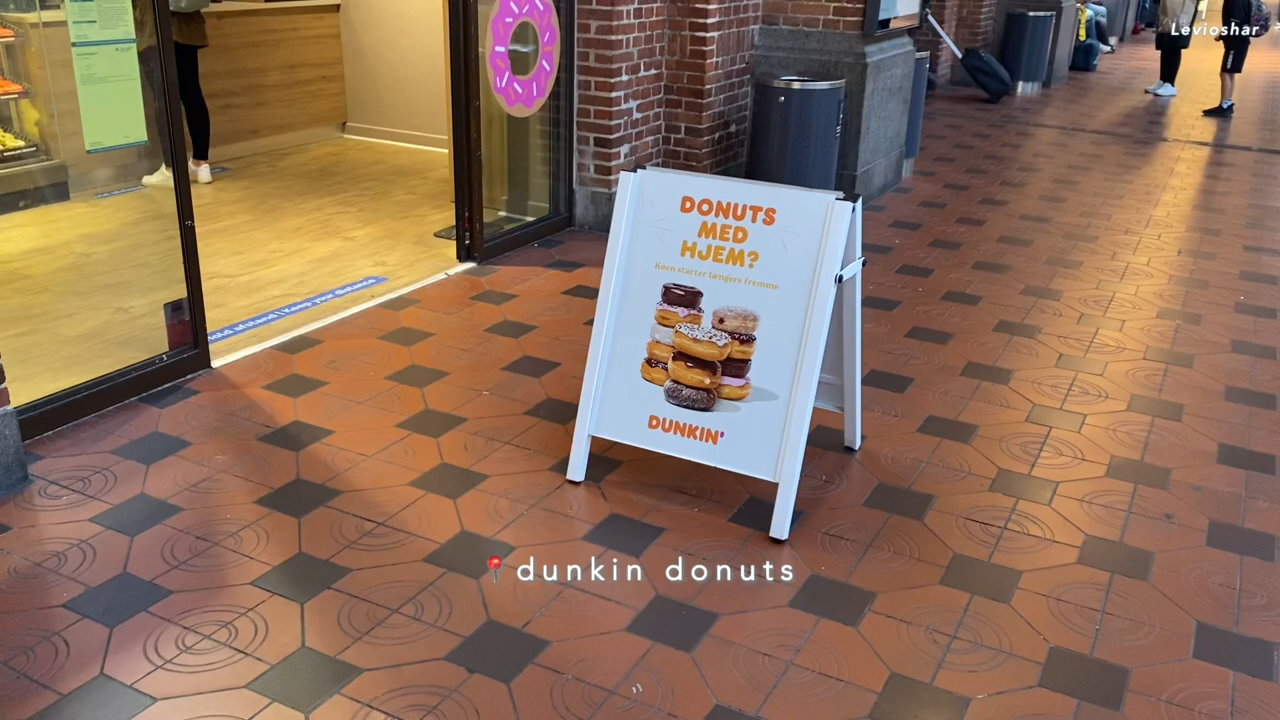 Levioshar
DONUTS
MED
HJEM?
Køen starter længere fremme
DUNKIN'
Hold afstand | Keep your distance
📍dunkin donuts